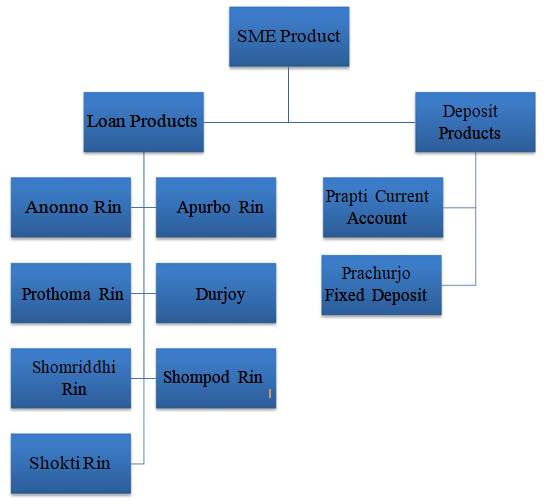 SME Product
Loan Products
Deposit
Products
Anonno Rin
Apurbo Rin
Prothoma Rin
Durjoy
Shomriddhi
Rin
Shompod Rin
Shokti Rin
Prapti Current
Account
Prachurjo
Fixed Deposit